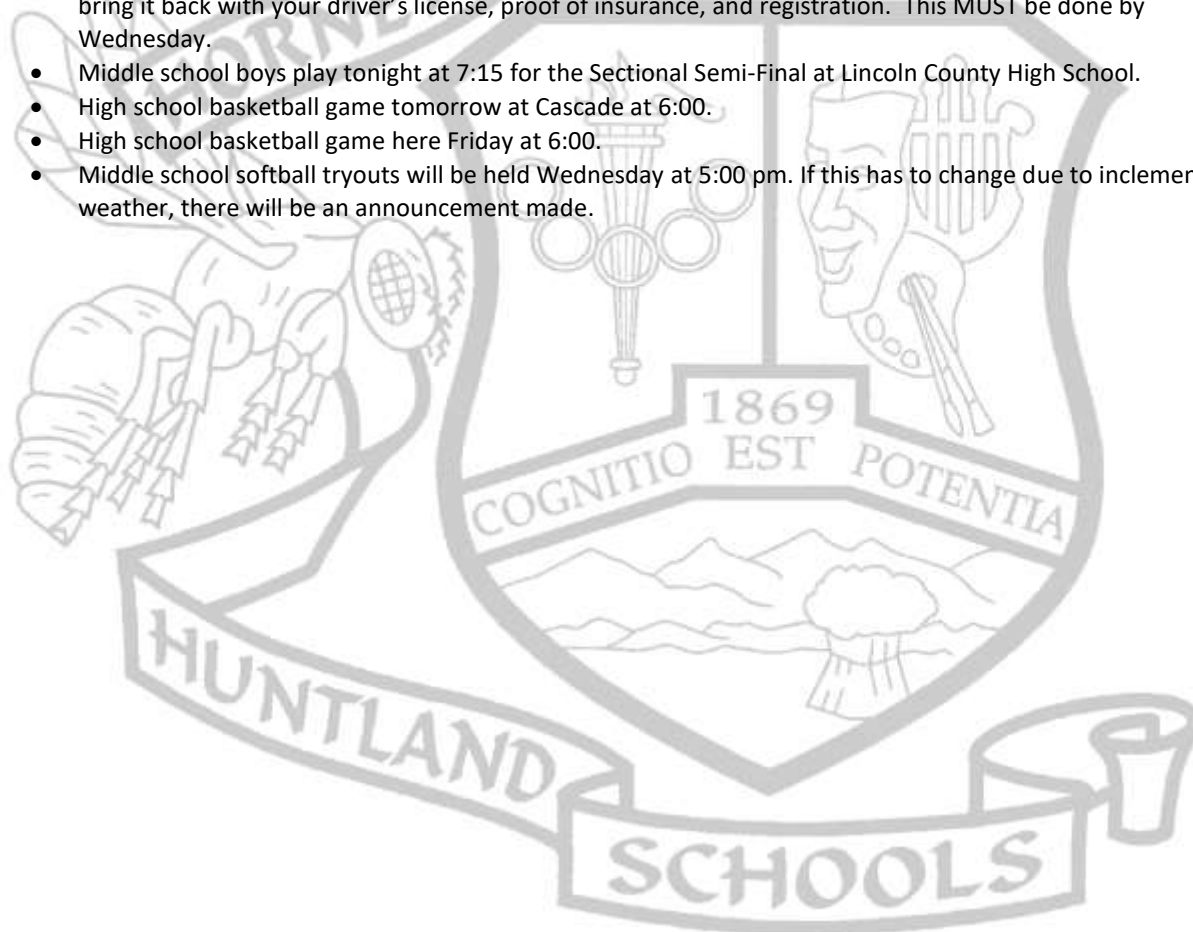 bring it back with your driver’s license, proof of insurance, and registration. This MUST be done by
Wednesday.
• Middle school boys play tonight at 7:15 for the Sectional Semi-Final at Lincoln County High School.
• High school basketball game tomorrow at Cascade at 6:00.
• High school basketball game here Friday at 6:00.
• Middle school softball tryouts will be held Wednesday at 5:00 pm. If this has to change due to inclemen
weather, there will be an announcement made.
1869
COGNITIO EST POTENTIA
HUNTLAND
SCHOOLS